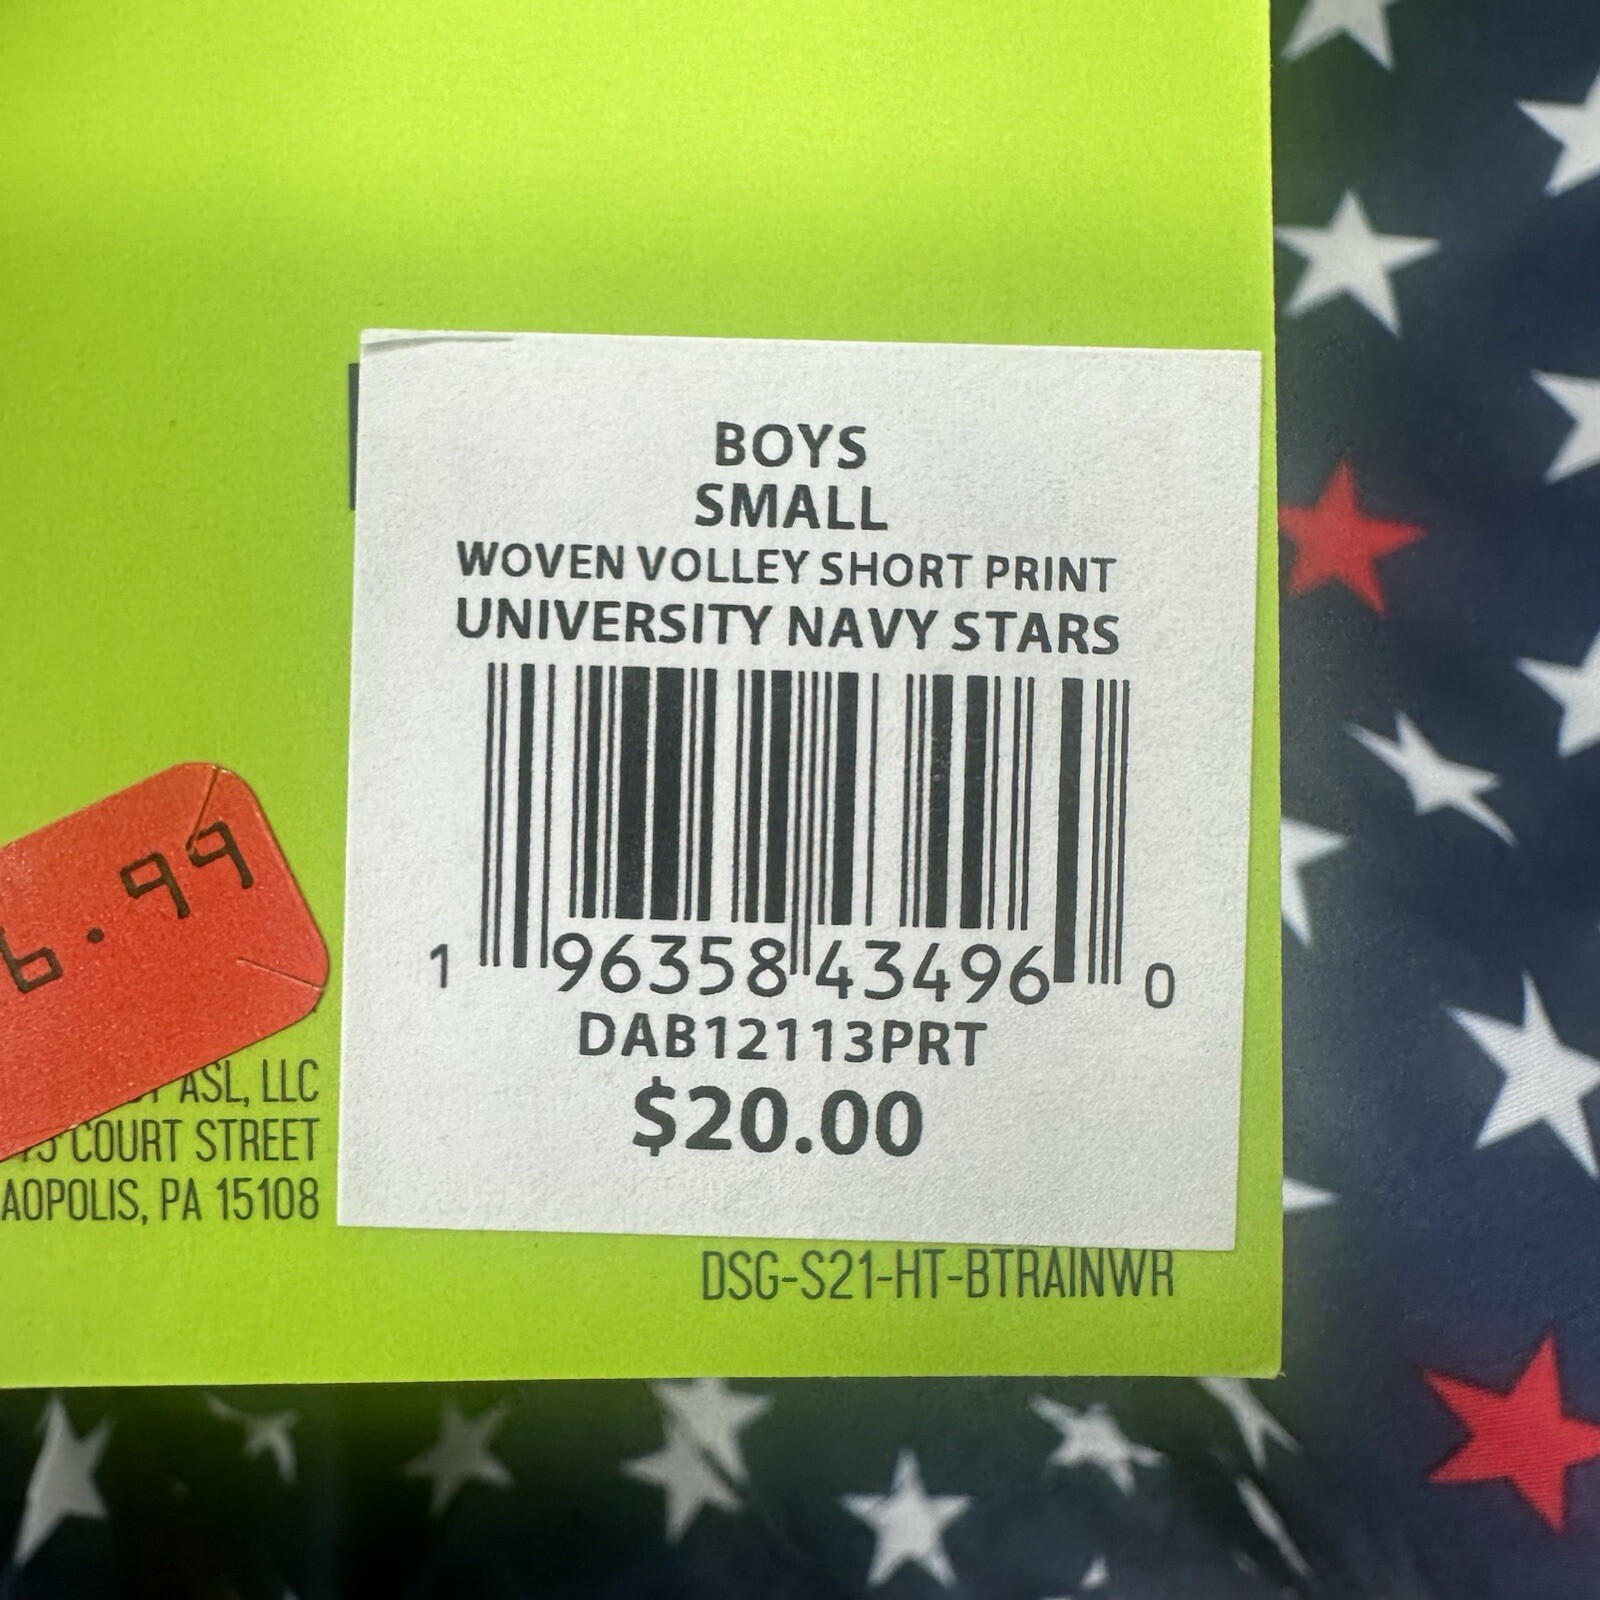 BOYS
SMALL
WOVEN VOLLEY SHORT PRINT
UNIVERSITY NAVY STARS
1 96358 43496 0
DAB12113PRT
$20.00
6.99
ASL, LLC
COURT STREET
AOPOLIS, PA 15108
DSG-S21-HT-BTRAINWR